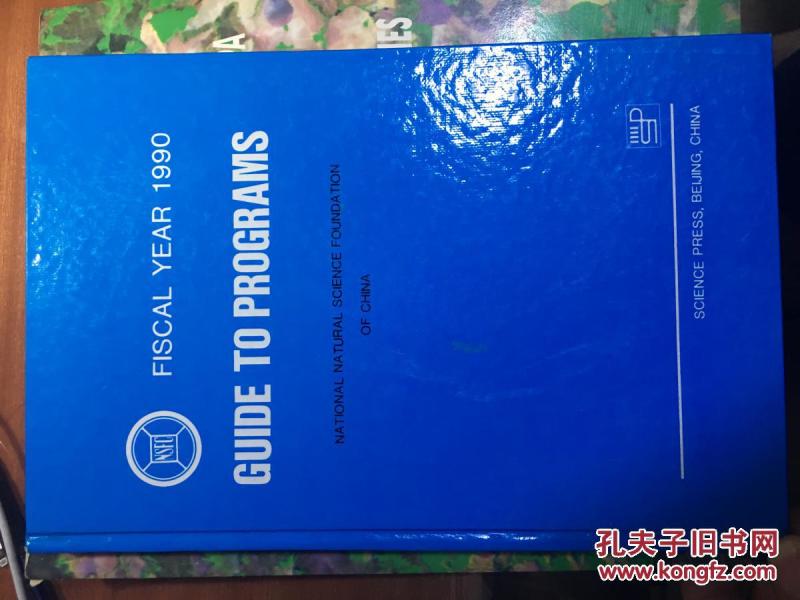 NSFC
FISCAL YEAR 1990
GUIDE TO PROGRAMS
NATIONAL NATURAL SCIENCE FOUNDATION
OF CHINA
SCIENCE PRESS, BEIJING, CHINA
孔夫子旧书网
www.kongfz.com